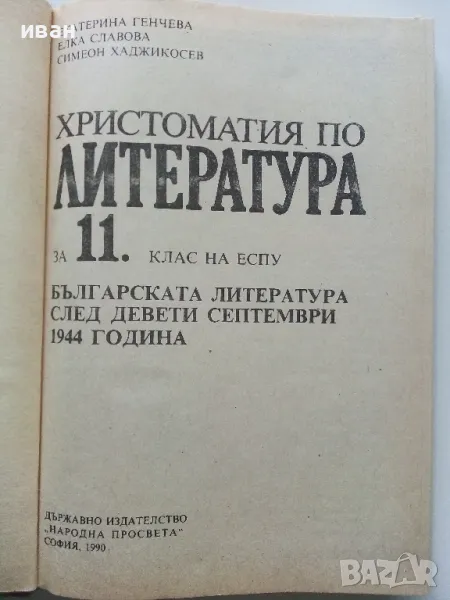 иван
ЕКАТЕРИНА ГЕНЧЕВА
ЕЛКА СЛАВОВА
СИМЕОН ХАДЖИКОСЕВ
ХРИСТОМАТИЯ ПО
ЛИТЕРАТУРА
ЗА 11. КЛАС НА ЕСПУ
БЪЛГАРСКАТА ЛИТЕРАТУРА
СЛЕД ДЕВЕТИ СЕПТЕМВРИ
1944 ГОДИНА
ДЪРЖАВНО ИЗДАТЕЛСТВО
„НАРОДНА ПРОСВЕТА"
СОФИЯ, 1990
BAZAR